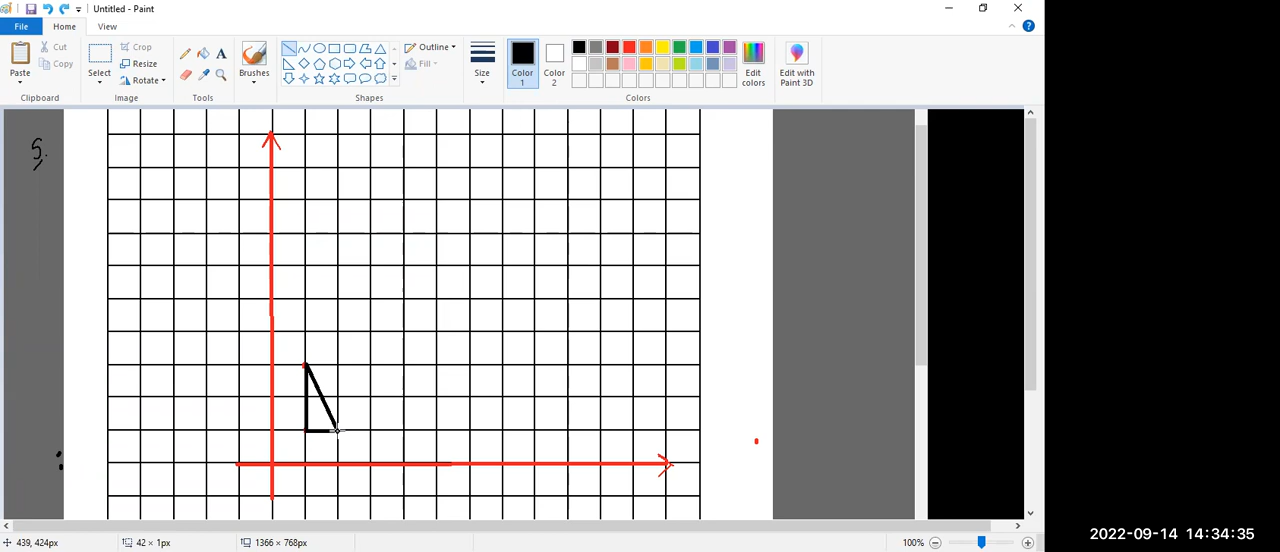 Untitled - Paint
File Home View
Paste
Cut
Copy
Clipboard
Select
Crop
Resize
Rotate
Image
A
Tools
Brushes
Outline
Fill
Shapes
Size
Color
1
Color
2
Edit
colors
Colors
Edit with
Paint 3D
5.
439, 424px
42 × 1px
1366 × 768px
100%
2022-09-14 14:34:35